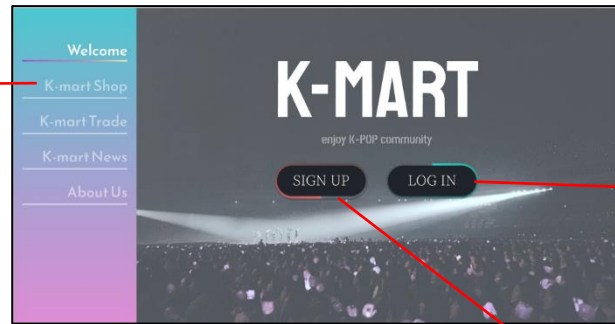 Welcome
K-mart Shop
K-mart Trade
K-mart News
About Us
K-MART
enjoy K-POP community
SIGN UP
LOG IN